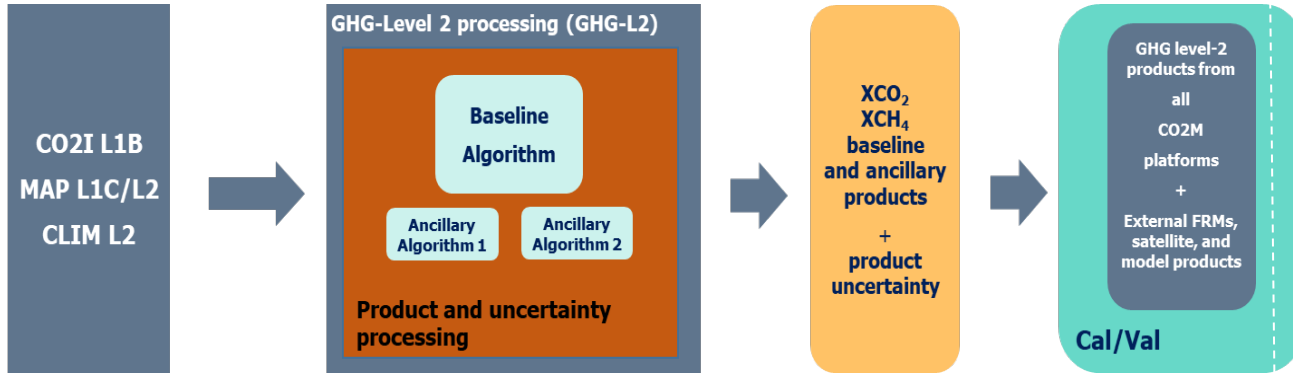 CO2I L1B
MAP L1C/L2
CLIM L2
GHG-Level 2 processing (GHG-L2)
Baseline
Algorithm
Ancillary
Algorithm 1
Ancillary
Algorithm 2
Product and uncertainty
processing
XCO₂
XCH₄
baseline
and ancillary
products
+
product
uncertainty
GHG level-2
products from
all
CO2M
platforms
+
External FRMs,
satellite, and
model products
Cal/Val